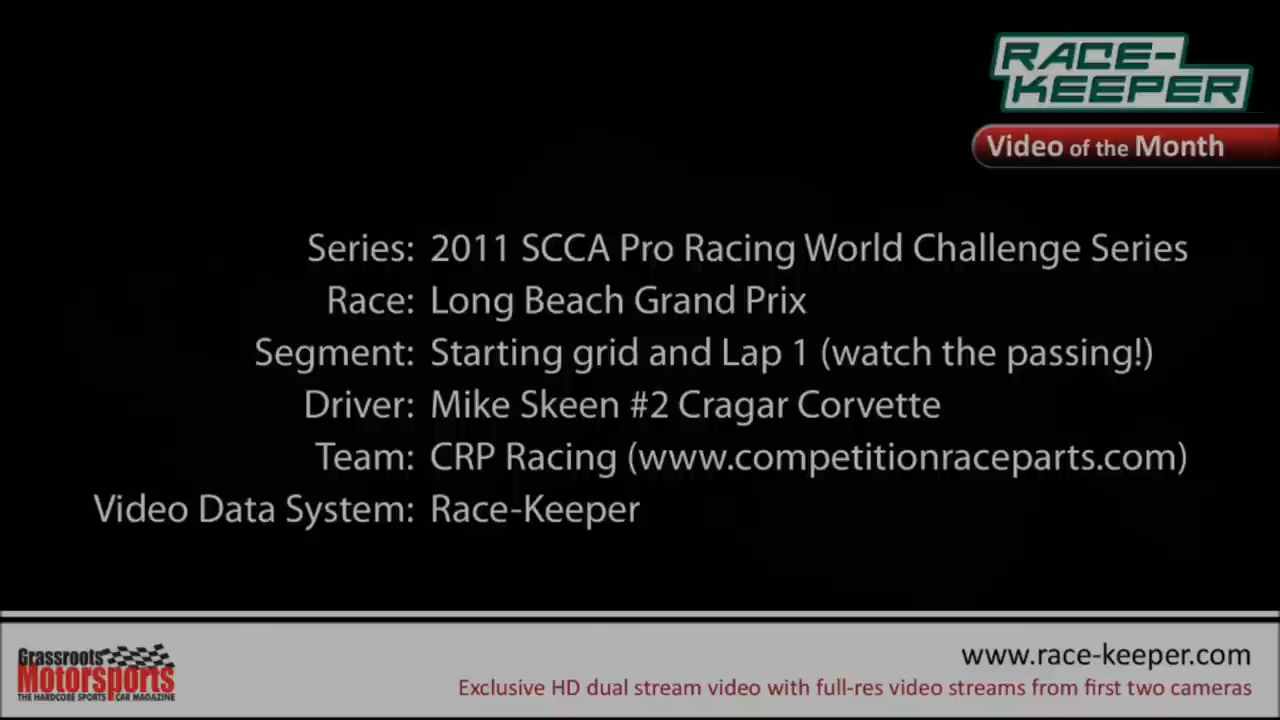 RACE-
KEEPER
Video of the Month
Series: 2011 SCCA Pro Racing World Challenge Series
Race: Long Beach Grand Prix
Segment: Starting grid and Lap 1 (watch the passing!)
Driver: Mike Skeen #2 Cragar Corvette
Team: CRP Racing (www.competitionraceparts.com)
Video Data System: Race-Keeper
Grassroots
Motorsports
THE HARDCORE SPORTS CAR MAGAZINE
www.race-keeper.com
Exclusive HD dual stream video with full-res video streams from first two cameras